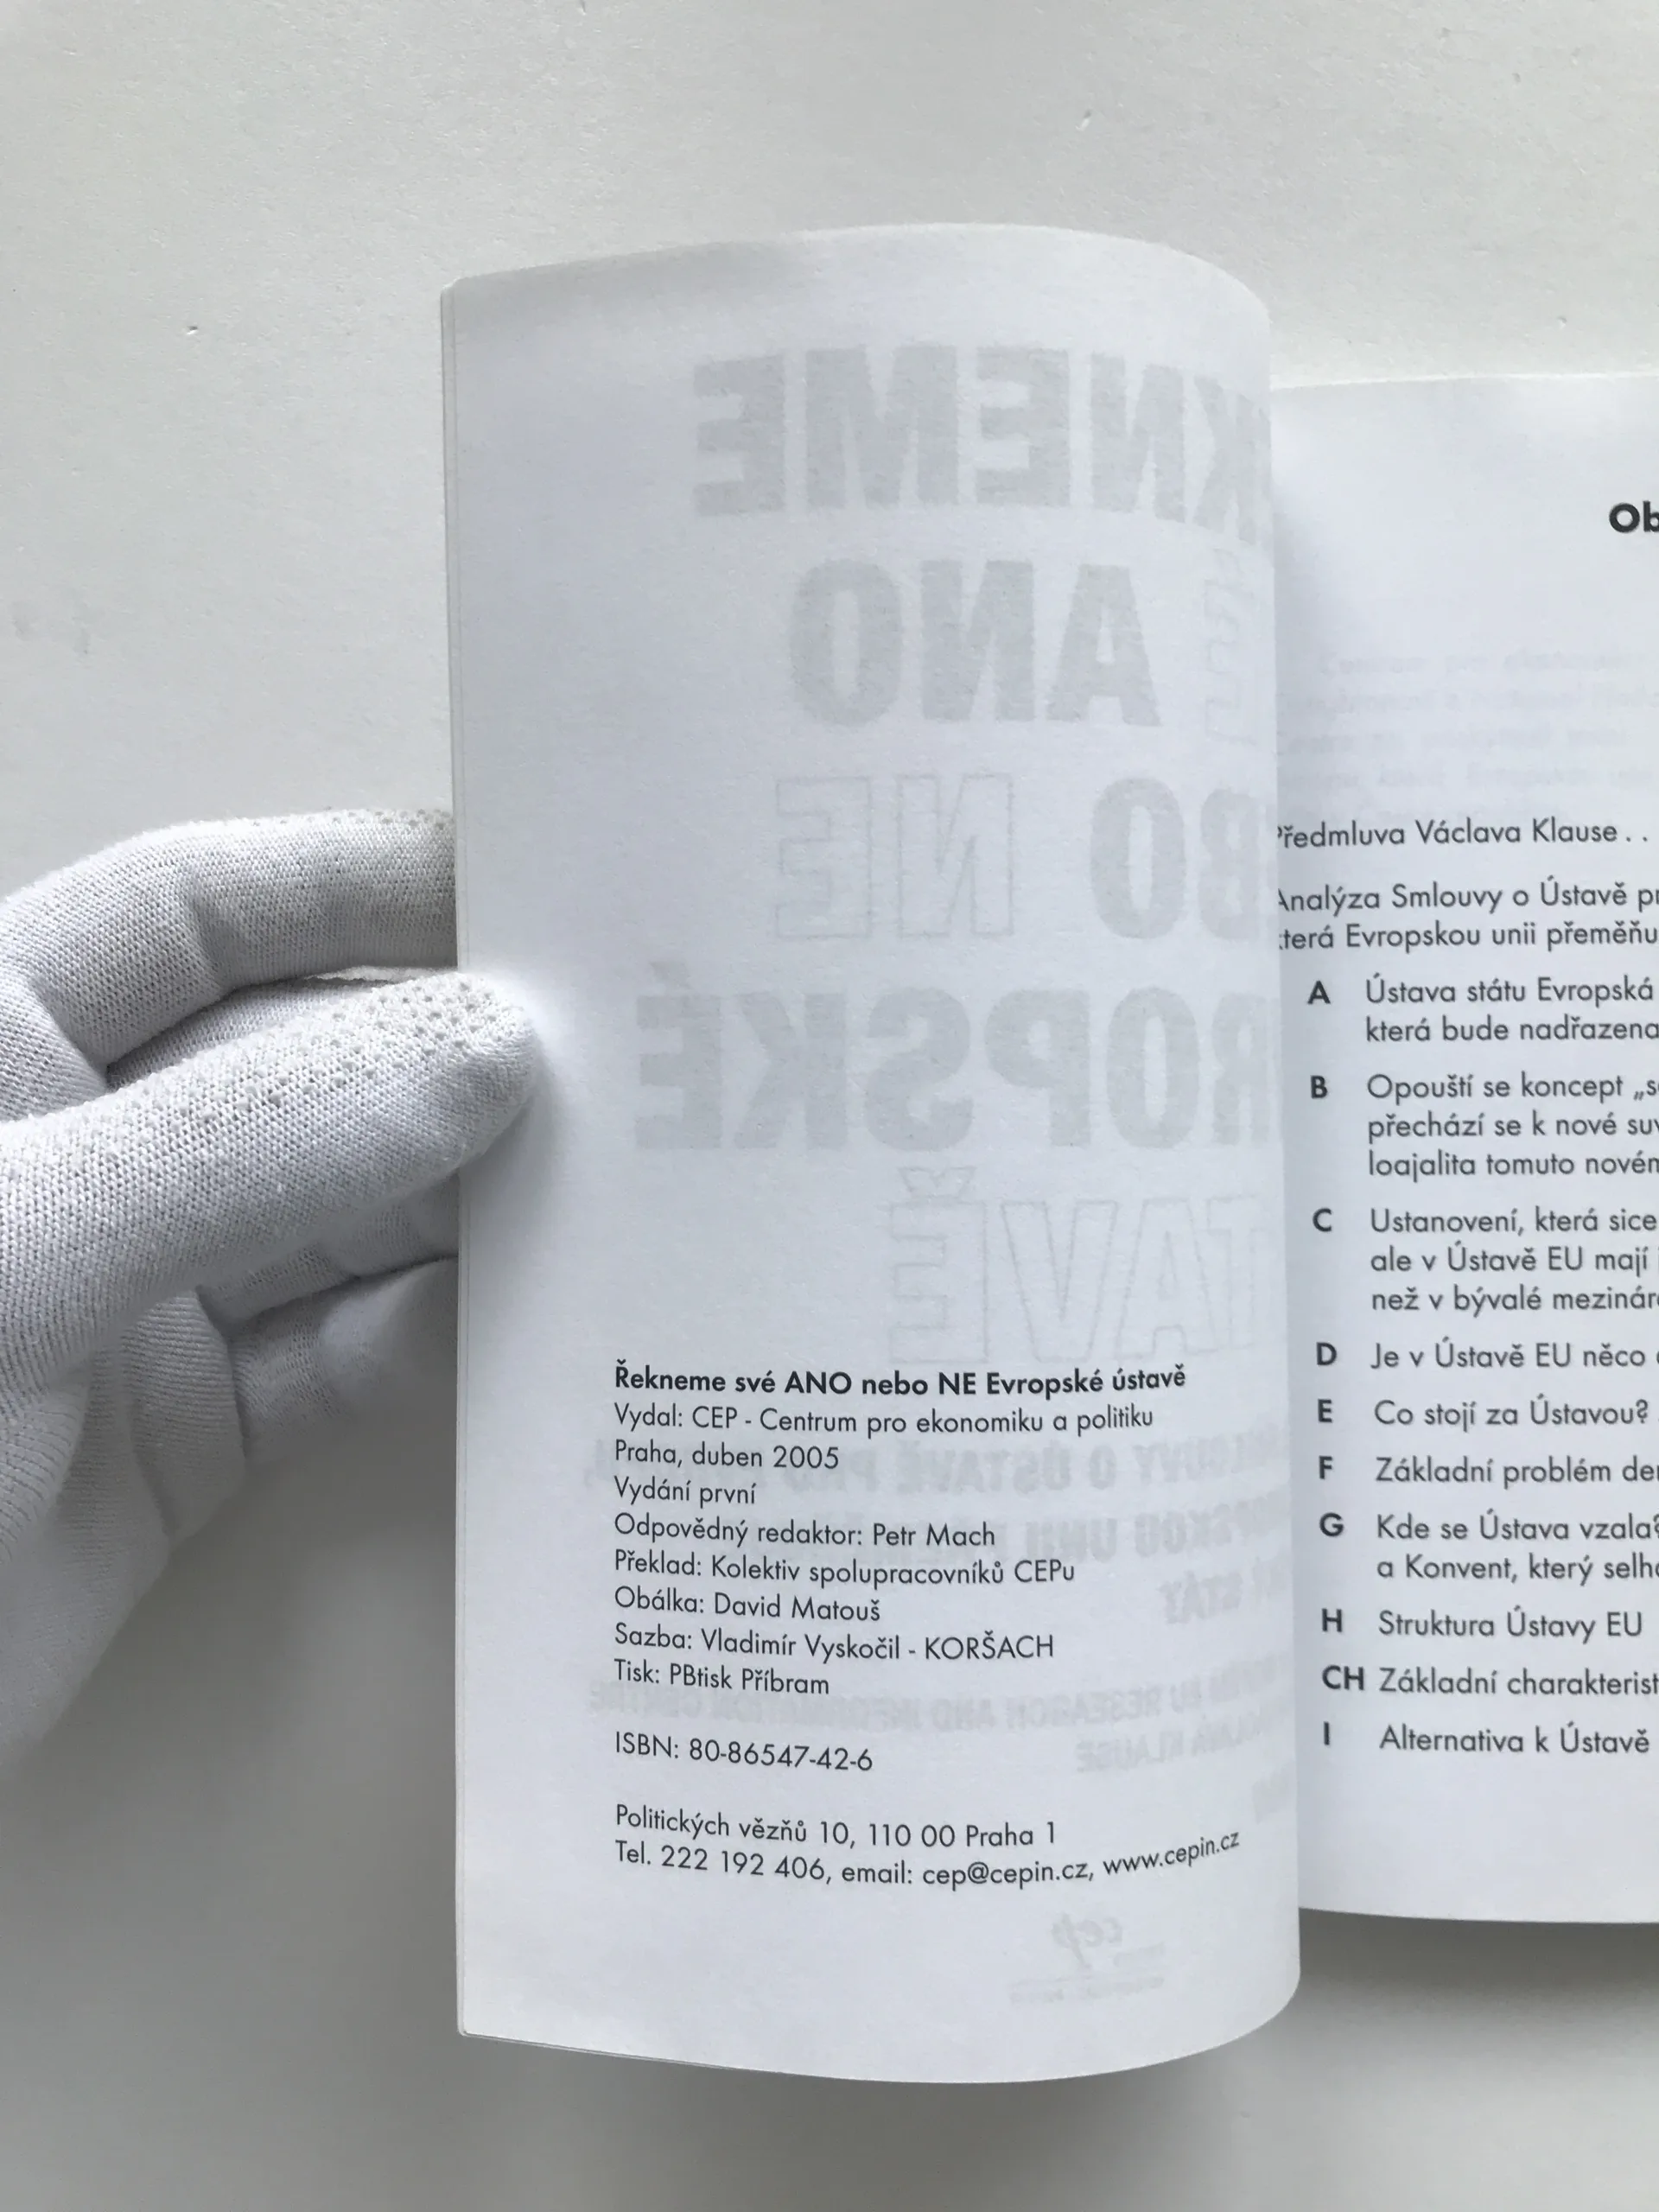 Řekneme své ANO nebo NE Evropské ústavě
Vydal: CEP - Centrum pro ekonomiku a politiku
Praha, duben 2005
Vydání první
Odpovědný redaktor: Petr Mach
Překlad: Kolektiv spolupracovníků CEPu
Obálka: David Matouš
Sazba: Vladimír Vyskočil - KORŠACH
Tisk: PBtisk Příbram
ISBN: 80-86547-42-6
Politických vězňů 10, 110 00 Praha 1
Tel. 222 192 406, email: cep@cepin.cz, www.cepin.cz
Ob
Předmluva Václava Klause . .
Analýza Smlouvy o Ústavě pr
která Evropskou unii přeměňu
A Ústava státu Evropská
která bude nadřazena
B Opouští se koncept „s
přechází se k nové suv
loajalita tomuto novém
C Ustanovení, která sice
ale v Ústavě EU mají
než v bývalé mezináro
D Je v Ústavě EU něco
E Co stojí za Ústavou?
F Základní problém de
G Kde se Ústava vzala?
a Konvent, který selha
H Struktura Ústavy EU
CH Základní charakterist
I Alternativa k Ústavě